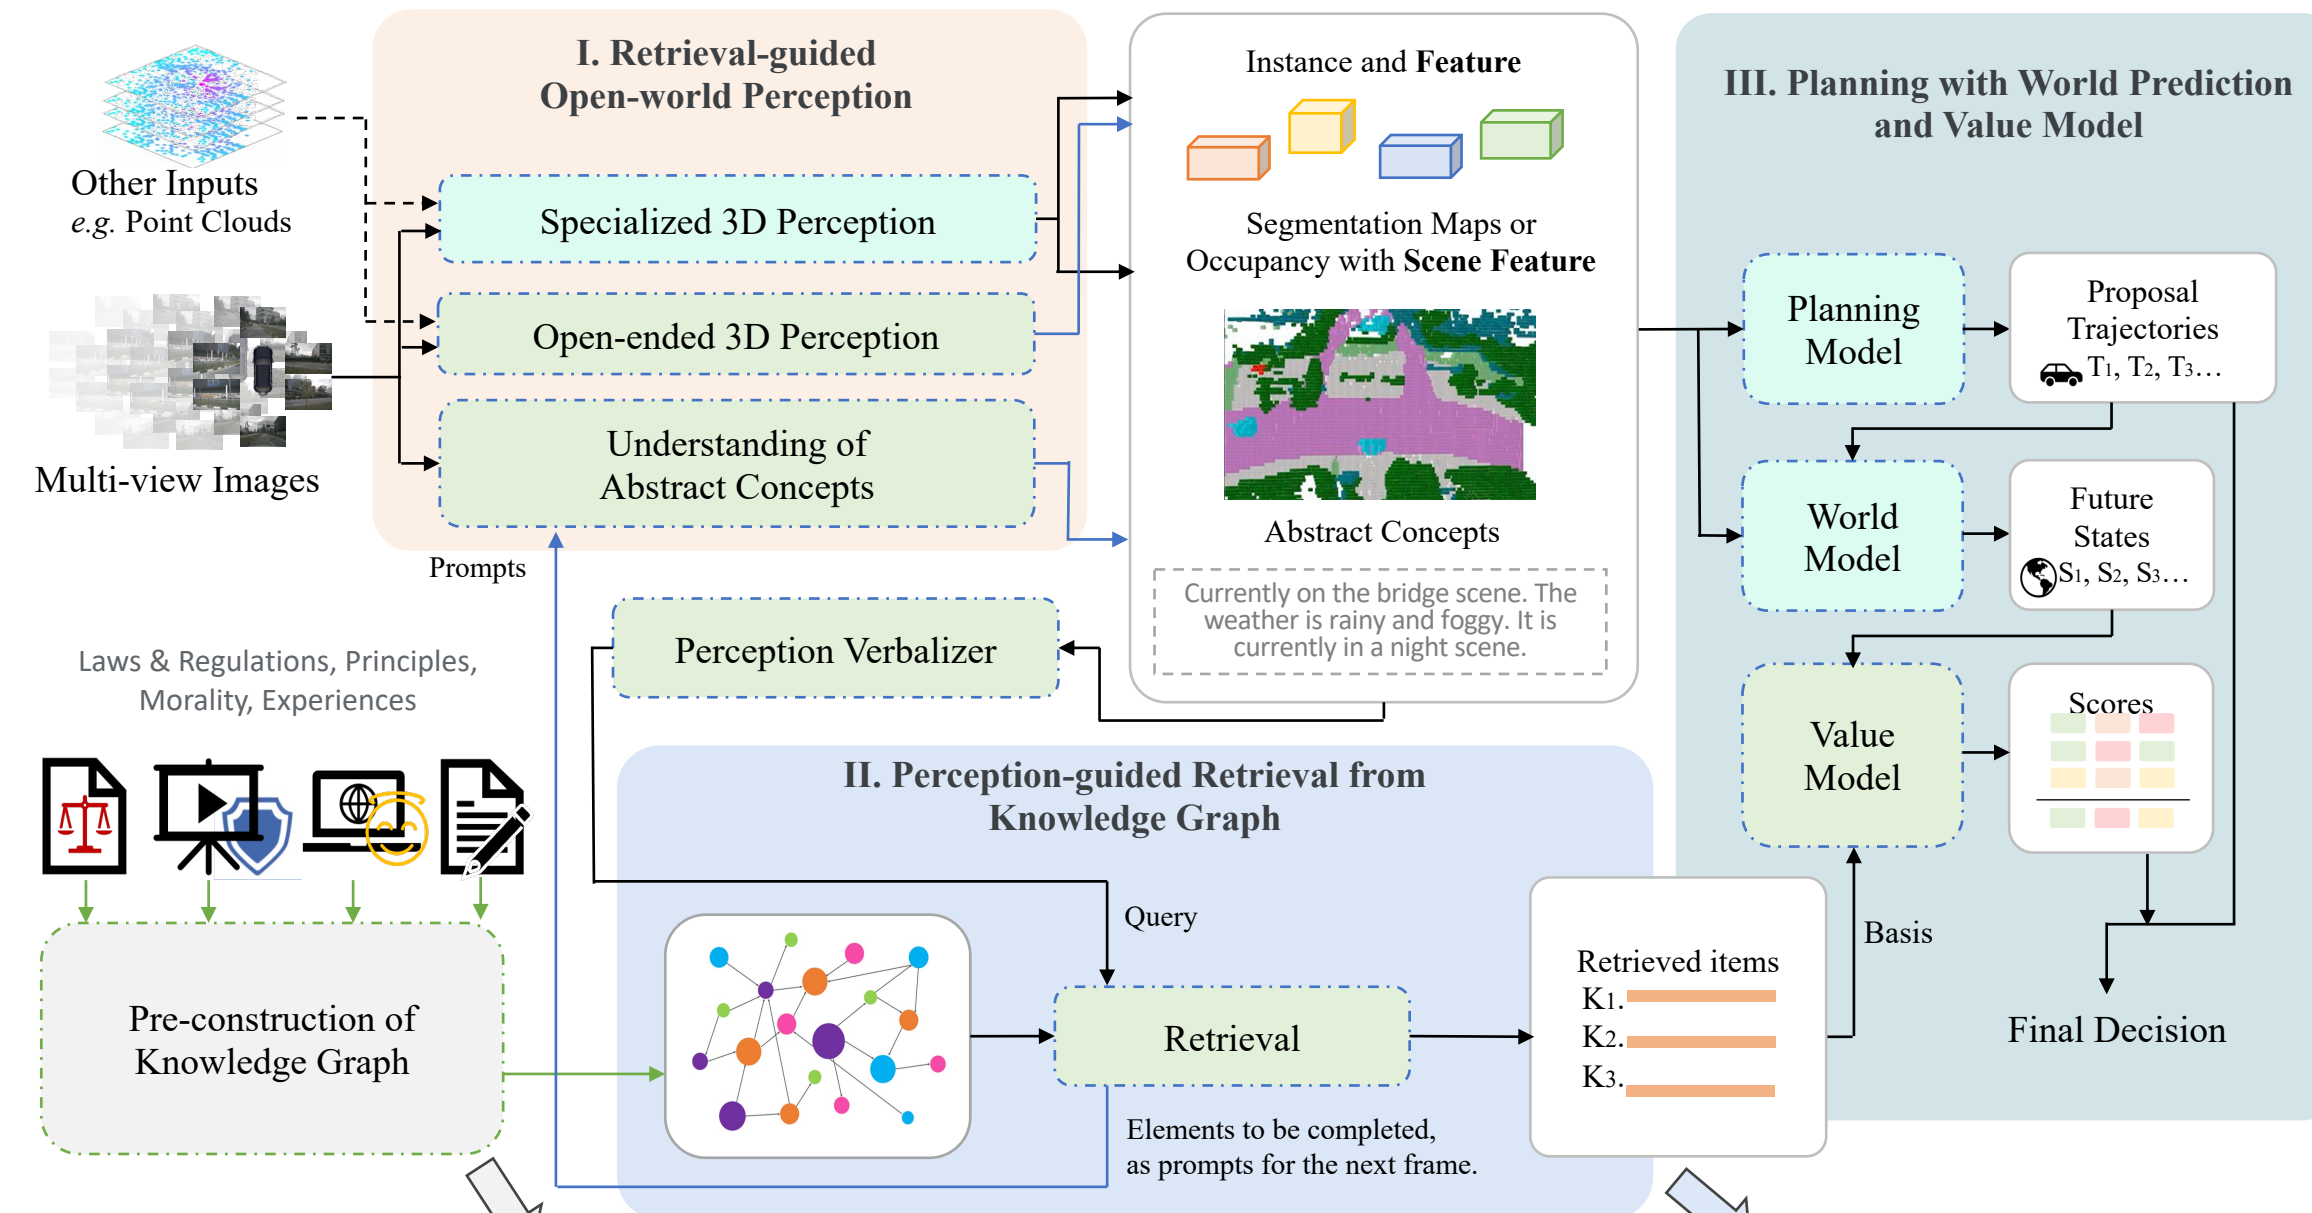 I. Retrieval-guided
Open-world Perception
Other Inputs
e.g. Point Clouds
Multi-view Images
Specialized 3D Perception
Open-ended 3D Perception
Understanding of
Abstract Concepts
Prompts
Instance and Feature
Segmentation Maps or
Occupancy with Scene Feature
Abstract Concepts
Currently on the bridge scene. The
weather is rainy and foggy. It is
currently in a night scene.
Perception Verbalizer
Laws & Regulations, Principles,
Morality, Experiences
Pre-construction of
Knowledge Graph
II. Perception-guided Retrieval from
Knowledge Graph
Query
Retrieval
Elements to be completed,
as prompts for the next frame.
Retrieved items
K1.
K2.
K3.
Basis
III. Planning with World Prediction
and Value Model
Planning
Model
Proposal
Trajectories
T1, T2, T3…
World
Model
Future
States
S1, S2, S3…
Value
Model
Scores
Final Decision